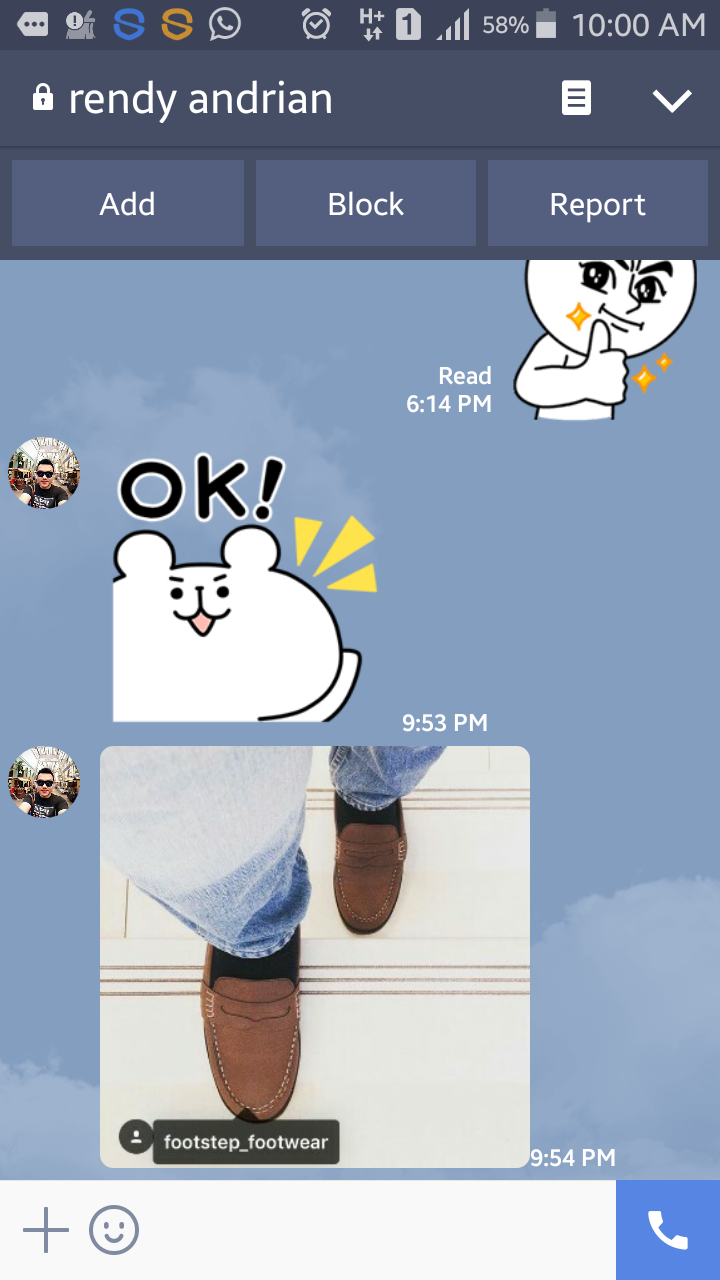 1 58% 10:00 AM
rendy andrian
Add Block Report
Read
6:14 PM
OK!
9:53 PM
footstep_footwear
9:54 PM